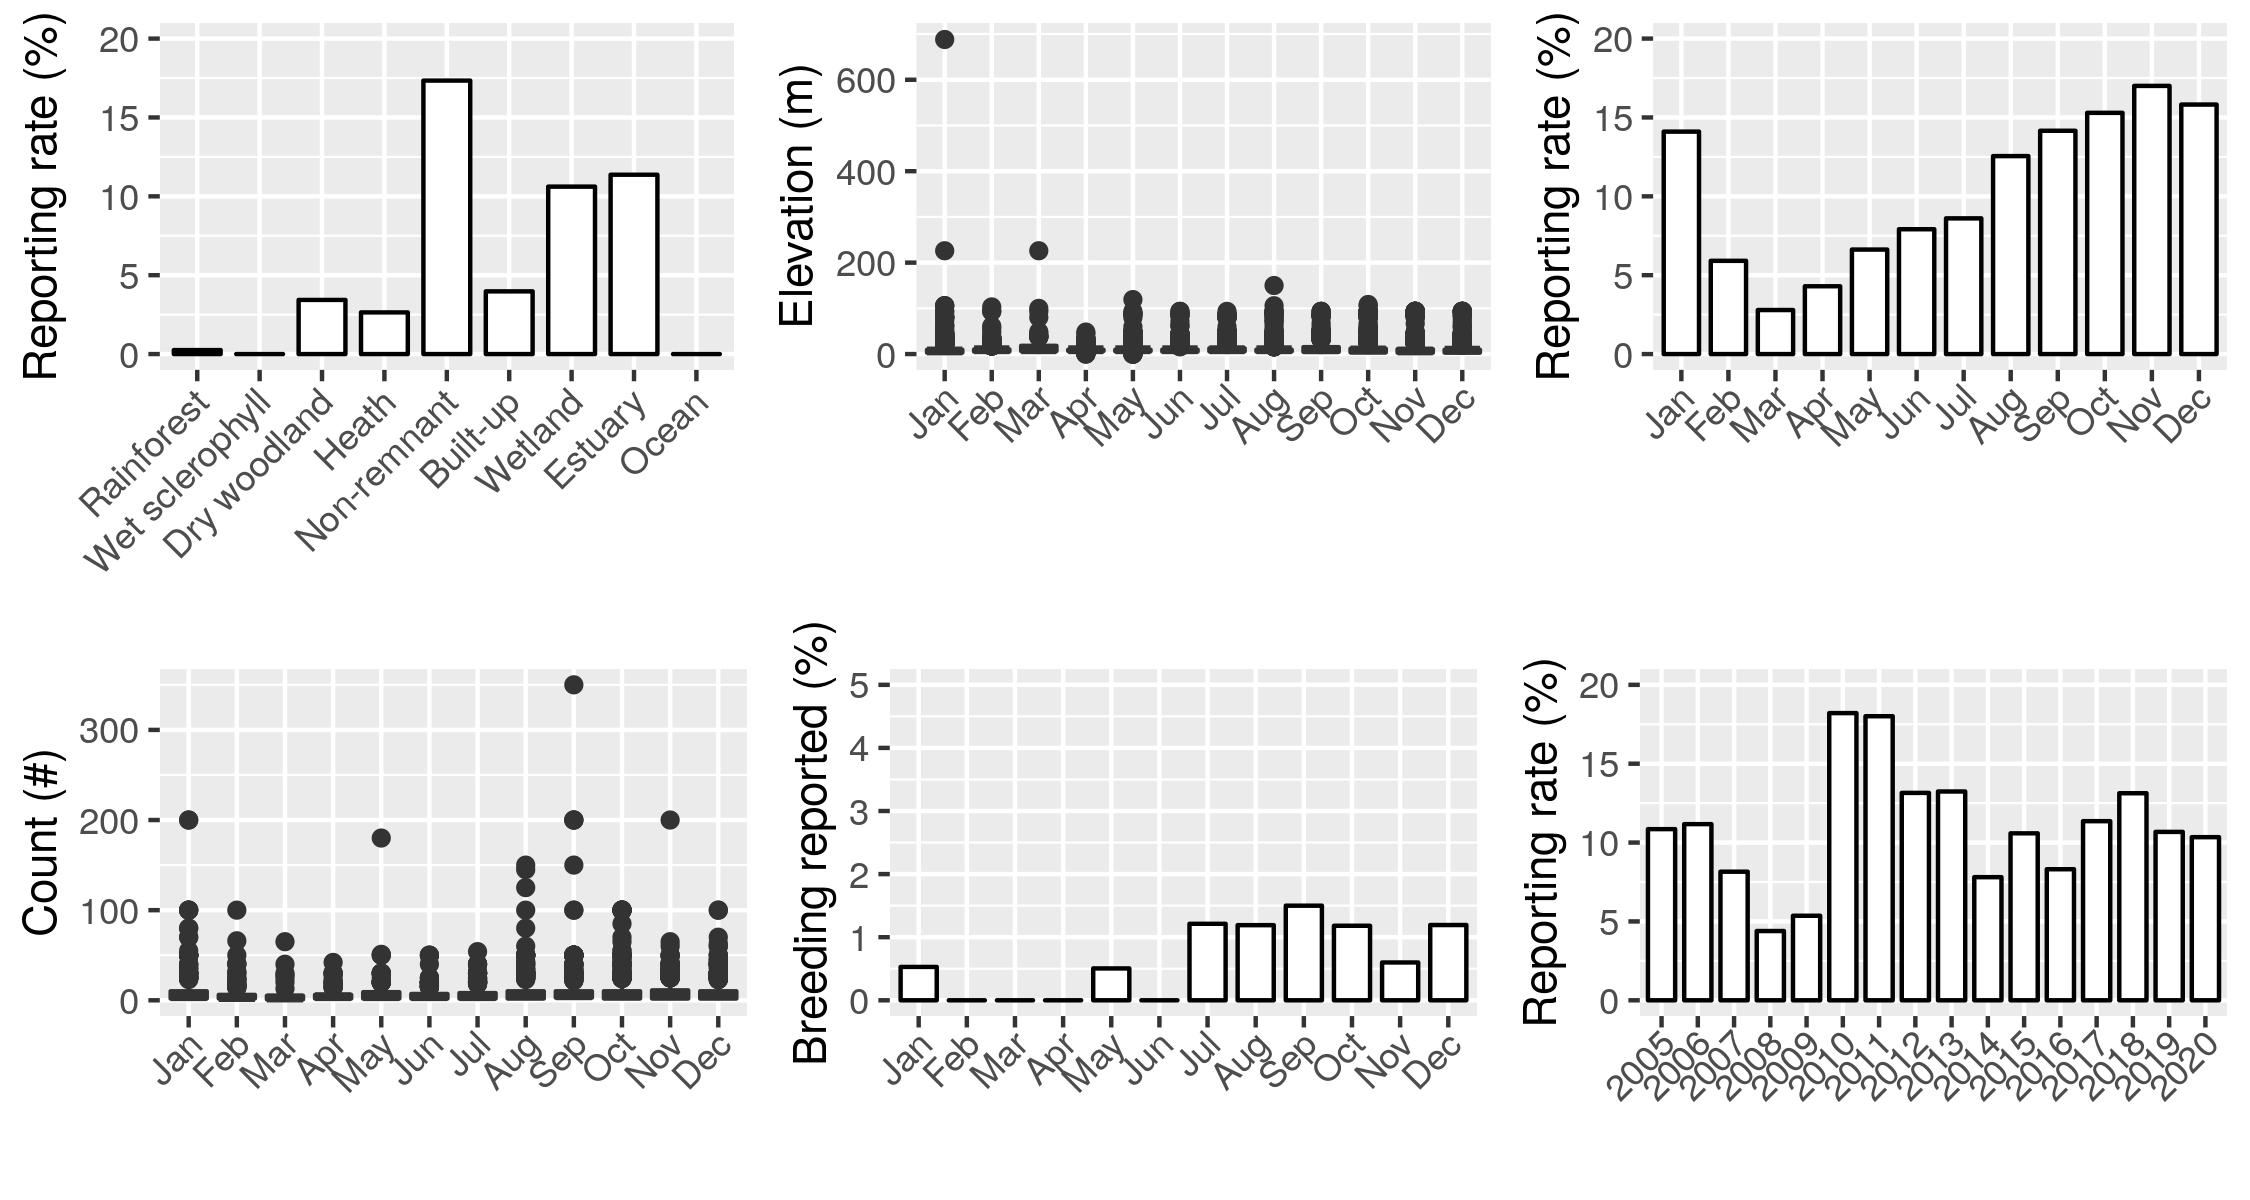 Reporting rate (%)
20
15
10
5
0
Rainforest
Wet sclerophyll
Dry woodland
Heath
Non-remnant
Built-up
Wetland
Estuary
Ocean
Elevation (m)
600
400
200
0
Jan
Feb
Mar
Apr
May
Jun
Jul
Aug
Sep
Oct
Nov
Dec
Reporting rate (%)
20
15
10
5
0
Jan
Feb
Mar
Apr
May
Jun
Jul
Aug
Sep
Oct
Nov
Dec
Count (#)
300
200
100
0
Jan
Feb
Mar
Apr
May
Jun
Jul
Aug
Sep
Oct
Nov
Dec
Breeding reported (%)
5
4
3
2
1
0
Jan
Feb
Mar
Apr
May
Jun
Jul
Aug
Sep
Oct
Nov
Dec
Reporting rate (%)
20
15
10
5
0
2005
2006
2007
2008
2009
2010
2011
2012
2013
2014
2015
2016
2017
2018
2019
2020